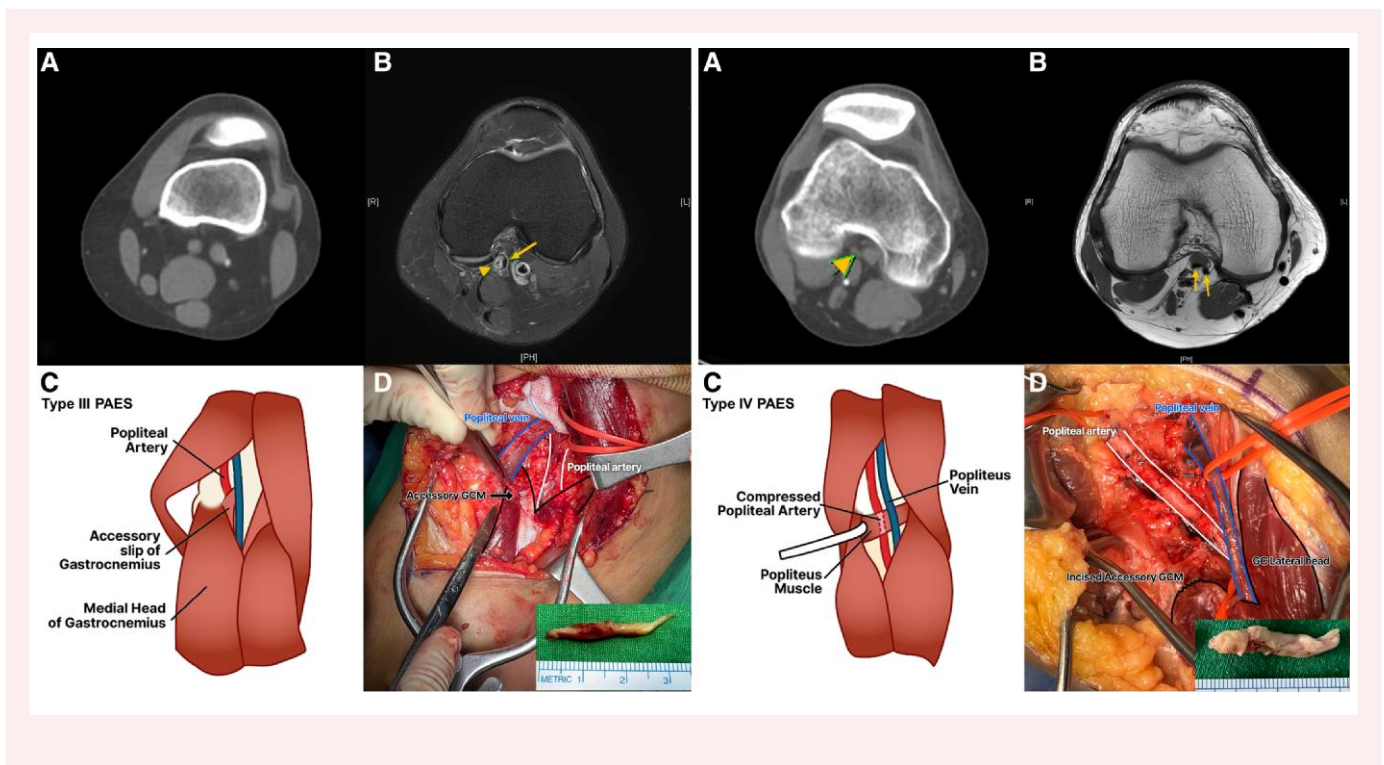 A
B
[R]
[L]
[PH]
C
Type III PAES
Popliteal
Artery
Accessory
slip of
Gastrocnemius
Medial Head
of Gastrocnemius
D
Popliteal vein
Popliteal artery
Accessory GCM
METRIC 1 2 3
A
B
[R]
[L]
[PH]
C
Type IV PAES
Compressed
Popliteal Artery
Popliteus
Vein
Popliteus
Muscle
D
Popliteal vein
Popliteal artery
GC Lateral head
Incised Accessory GCM